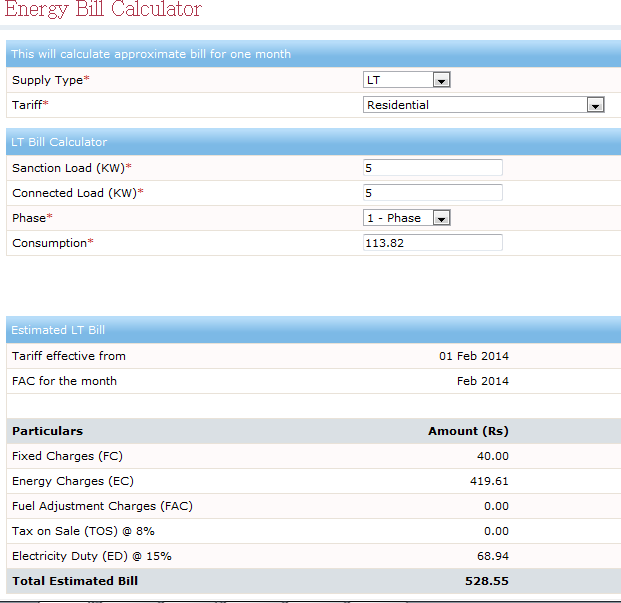 Energy Bill Calculator
This will calculate approximate bill for one month
Supply Type* LT
Tariff* Residential
LT Bill Calculator
Sanction Load (KW)* 5
Connected Load (KW)* 5
Phase* 1 - Phase
Consumption* 113.82
Estimated LT Bill
Tariff effective from 01 Feb 2014
FAC for the month Feb 2014
Particulars Amount (Rs)
Fixed Charges (FC) 40.00
Energy Charges (EC) 419.61
Fuel Adjustment Charges (FAC) 0.00
Tax on Sale (TOS) @ 8% 0.00
Electricity Duty (ED) @ 15% 68.94
Total Estimated Bill 528.55